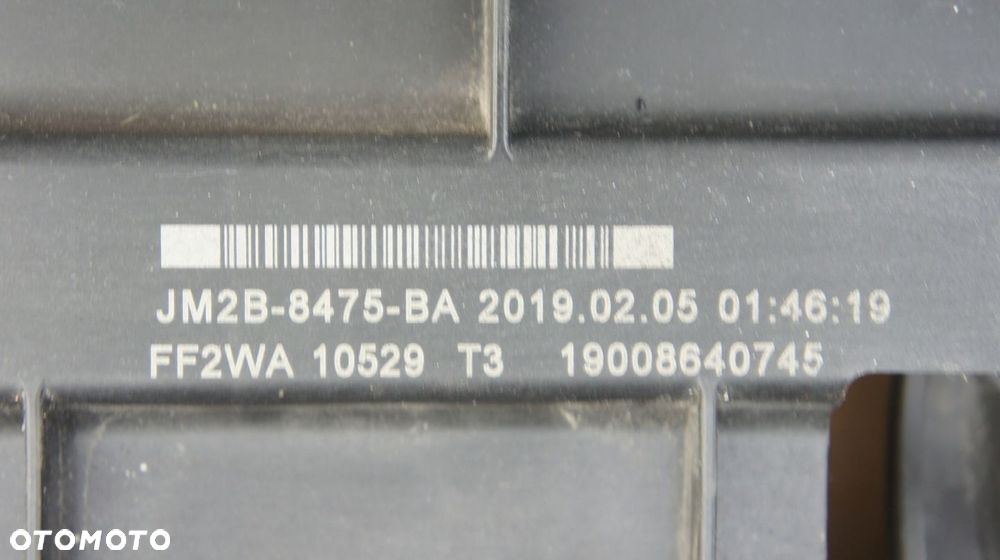 JM2B-8475-BA 2019.02.05 01:46:19
FF2WA 10529 T3 19008640745
OTOMOTO